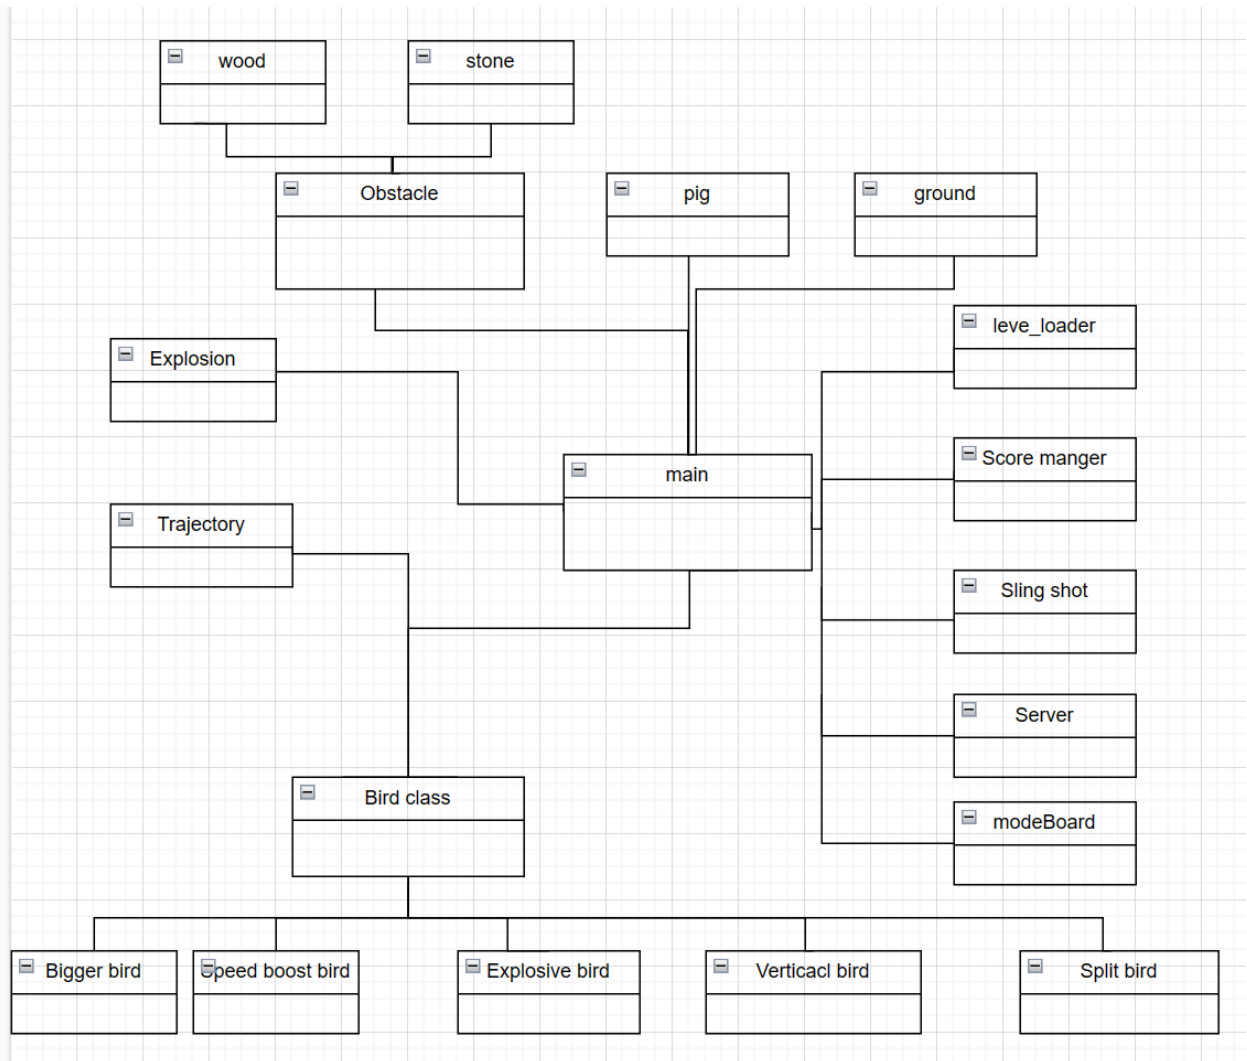 wood
stone
Obstacle
pig
ground
leve_loader
Explosion
Score manger
main
Trajectory
Sling shot
Server
Bird class
modeBoard
Bigger bird
Speed boost bird
Explosive bird
Verticacl bird
Split bird